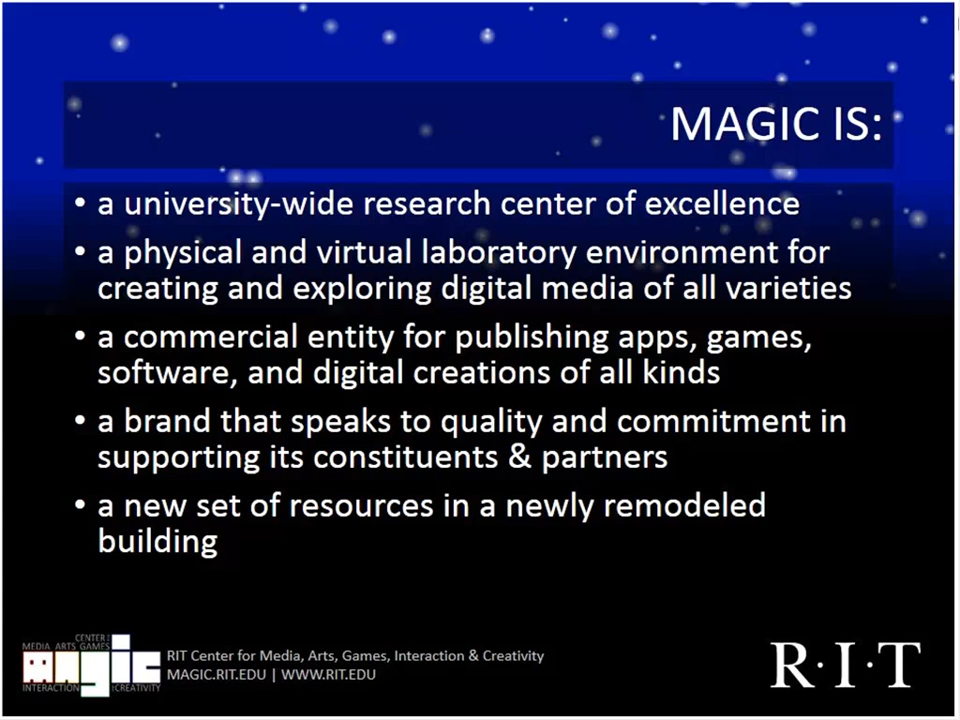 MAGIC IS:
• a university-wide research center of excellence
• a physical and virtual laboratory environment for
creating and exploring digital media of all varieties
• a commercial entity for publishing apps, games,
software, and digital creations of all kinds
• a brand that speaks to quality and commitment in
supporting its constituents & partners
• a new set of resources in a newly remodeled
building
CENTER FOR
MEDIA ARTS GAMES
magic
INTERACTION & CREATIVITY
RIT Center for Media, Arts, Games, Interaction & Creativity
MAGIC.RIT.EDU | WWW.RIT.EDU
R·I·T